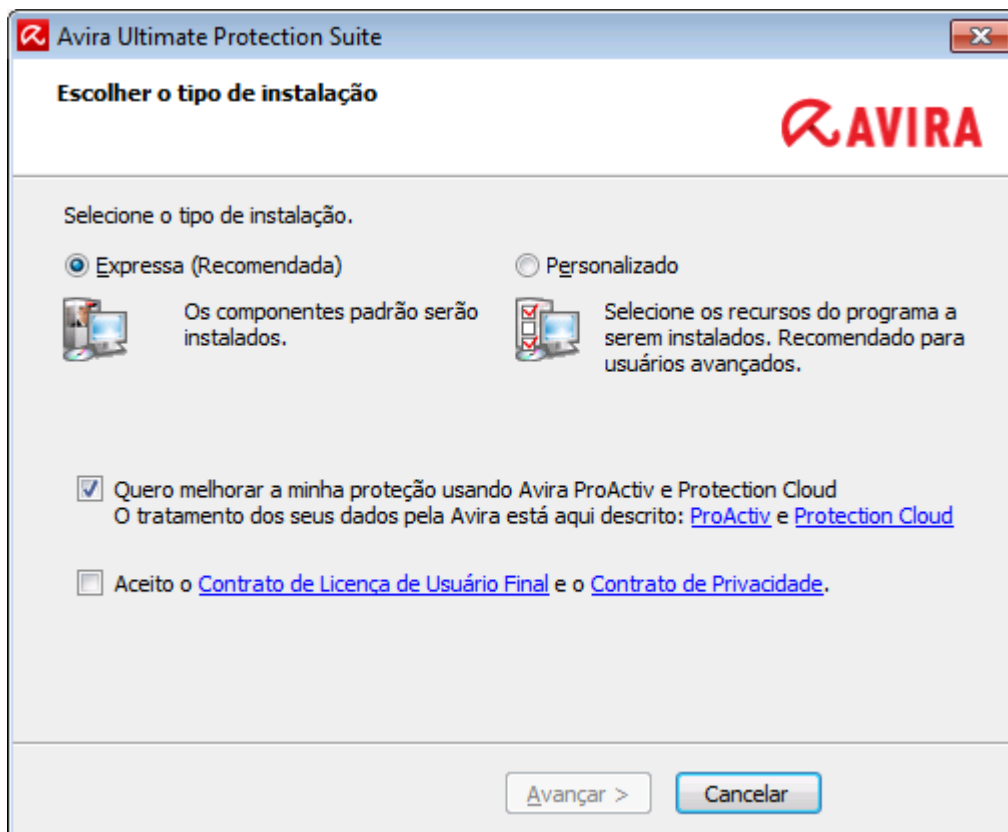 Avira Ultimate Protection Suite
Escolher o tipo de instalação
AVIRA
Selecione o tipo de instalação.
Expressa (Recomendada)
Personalizado
Os componentes padrão serão
instalados.
Selecione os recursos do programa a
serem instalados. Recomendado para
usuários avançados.
Quero melhorar a minha proteção usando Avira ProActiv e Protection Cloud
O tratamento dos seus dados pela Avira está aqui descrito: ProActiv e Protection Cloud
Aceito o Contrato de Licença de Usuário Final e o Contrato de Privacidade.
Avançar >
Cancelar